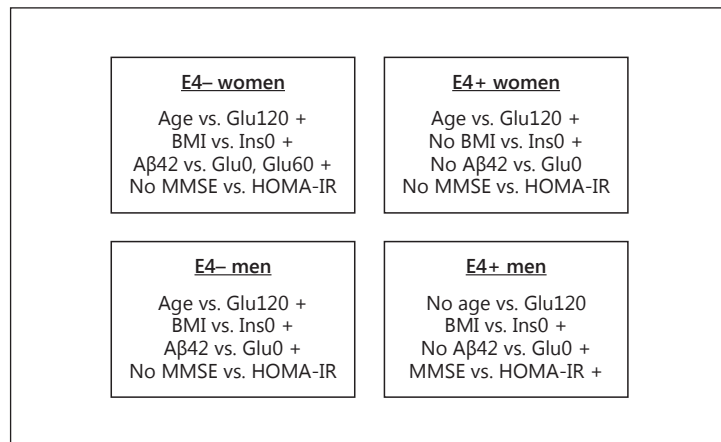 E4– women
Age vs. Glu120 +
BMI vs. Ins0 +
Aβ42 vs. Glu0, Glu60 +
No MMSE vs. HOMA-IR
E4+ women
Age vs. Glu120 +
No BMI vs. Ins0 +
No Aβ42 vs. Glu0
No MMSE vs. HOMA-IR
E4– men
Age vs. Glu120 +
BMI vs. Ins0 +
Aβ42 vs. Glu0 +
No MMSE vs. HOMA-IR
E4+ men
No age vs. Glu120
BMI vs. Ins0 +
No Aβ42 vs. Glu0 +
MMSE vs. HOMA-IR +